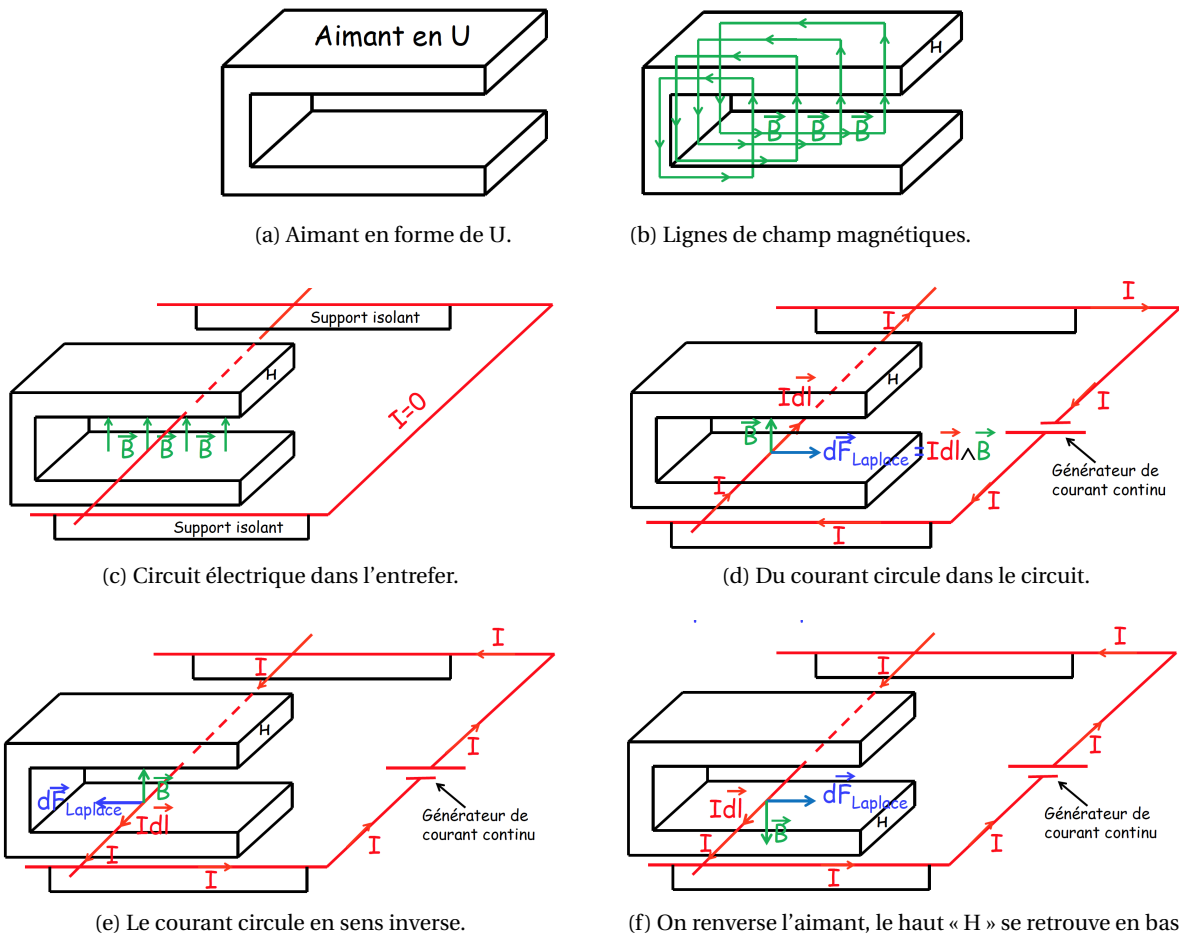 Aimant en U
H
B B B
(a) Aimant en forme de U.
(b) Lignes de champ magnétiques.
Support isolant
H
I=0
B B B
Support isolant
(c) Circuit électrique dans l'entrefer.
I
I
H
Idl
I
B
dF Laplace = Idl ∧ B
Générateur de
courant continu
I
I
I
(d) Du courant circule dans le circuit.
I
I
H
I
B
dF Laplace
Idl
Générateur de
courant continu
I
I
I
(e) Le courant circule en sens inverse.
I
I
I
Idl
dF Laplace
B
H
Générateur de
courant continu
I
I
I
(f) On renverse l'aimant, le haut « H » se retrouve en bas